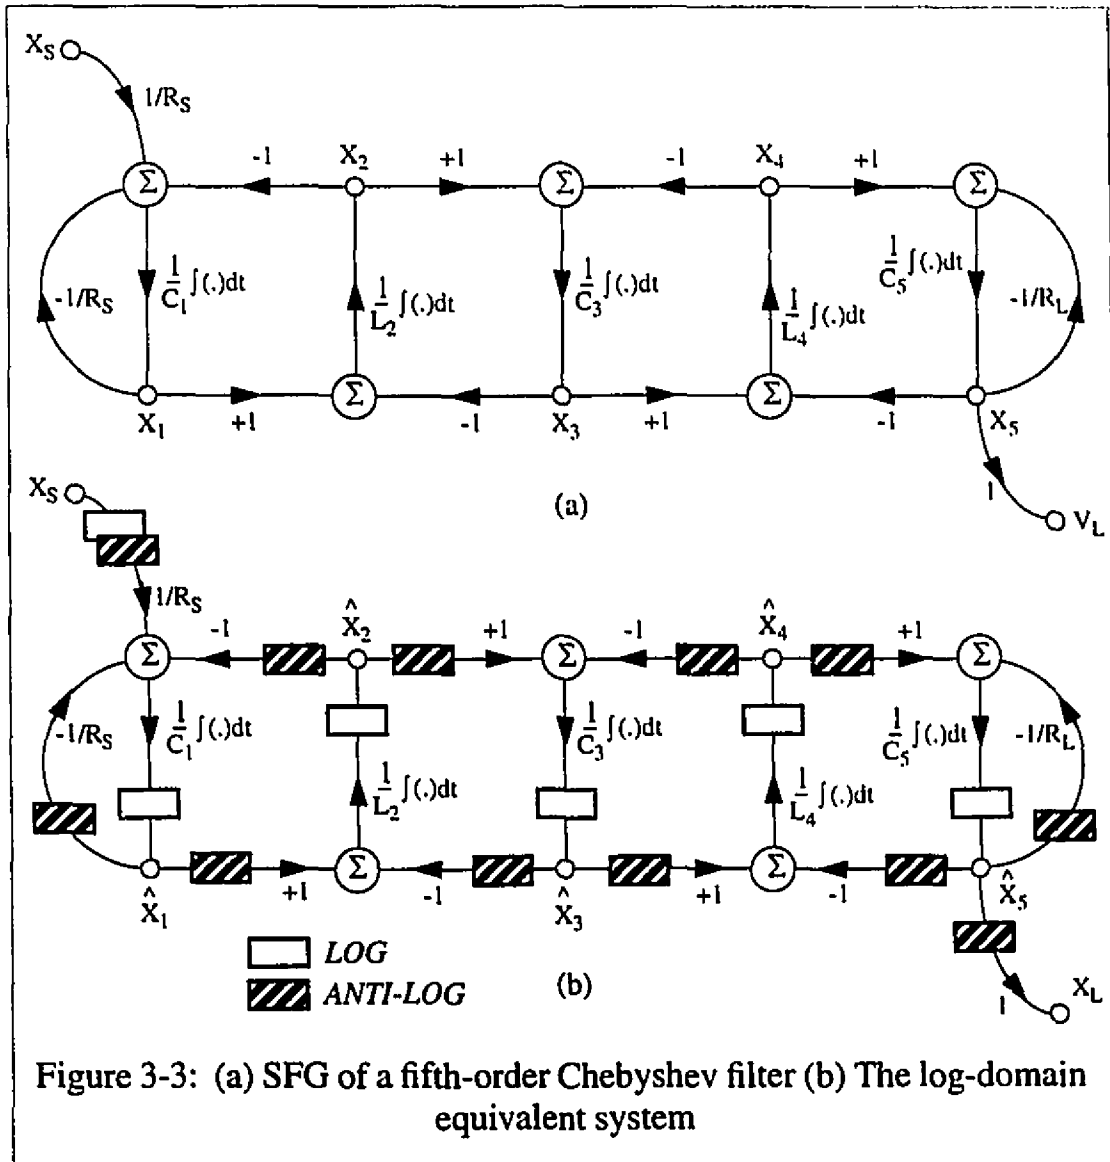 X_S
1/R_S
Σ -1 X_2 +1 Σ -1 X_4 +1 Σ
-1/R_S 1/C_1 ∫(.)dt 1/L_2 ∫(.)dt 1/C_3 ∫(.)dt 1/L_4 ∫(.)dt 1/C_5 ∫(.)dt -1/R_L
X_1 +1 Σ -1 X_3 +1 Σ -1 X_5
(a)
1
V_L
X_S
1/R_S
Σ -1 X̂_2 +1 Σ -1 X̂_4 +1 Σ
-1/R_S 1/C_1 ∫(.)dt 1/L_2 ∫(.)dt 1/C_3 ∫(.)dt 1/L_4 ∫(.)dt 1/C_5 ∫(.)dt -1/R_L
X̂_1 +1 Σ -1 X̂_3 +1 Σ -1 X̂_5
LOG
ANTI-LOG
(b)
1
X_L
Figure 3-3: (a) SFG of a fifth-order Chebyshev filter (b) The log-domain
equivalent system